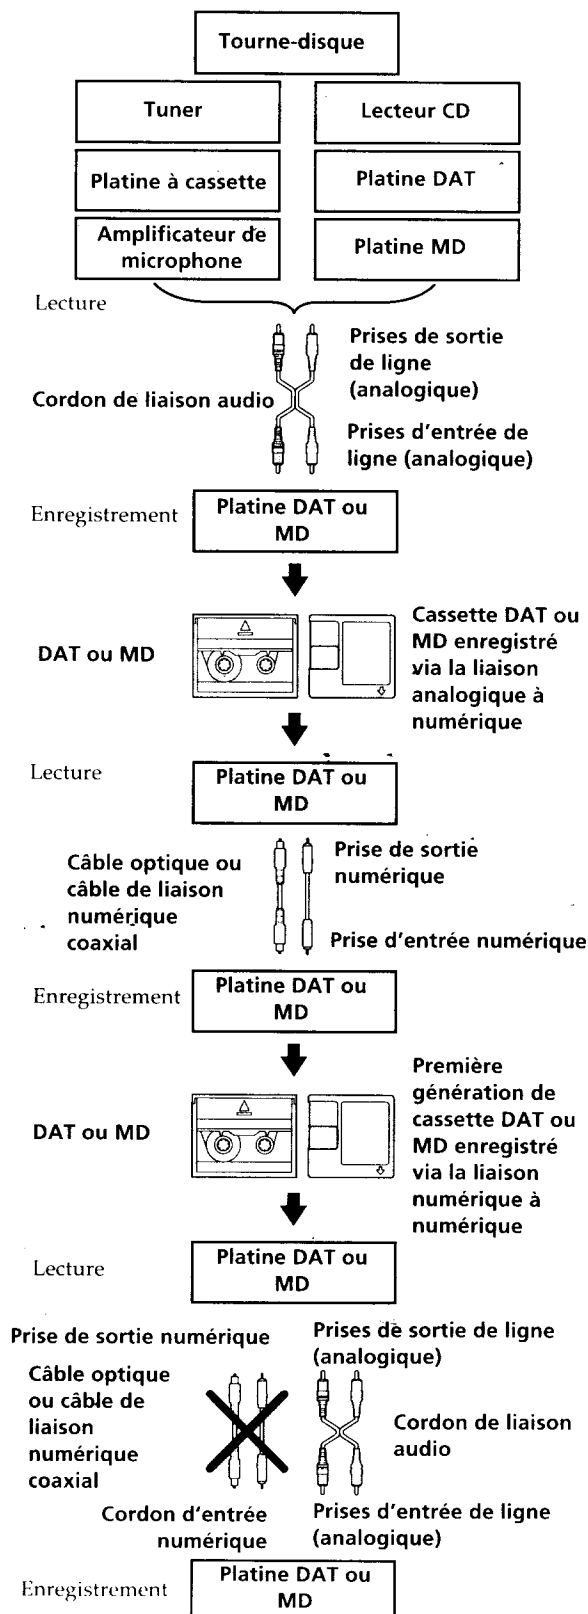 Tourne-disque
Tuner
Lecteur CD
Platine à cassette
Platine DAT
Amplificateur de
microphone
Platine MD
Lecture
Prises de sortie
de ligne
(analogique)
Cordon de liaison audio
Prises d'entrée de
ligne (analogique)
Enregistrement
Platine DAT ou
MD
DAT ou MD
Cassette DAT ou
MD enregistré
via la liaison
analogique à
numérique
Lecture
Platine DAT ou
MD
Câble optique ou
câble de liaison
numérique
coaxial
Prise de sortie
numérique
Prise d'entrée numérique
Enregistrement
Platine DAT ou
MD
DAT ou MD
Première
génération de
cassette DAT ou
MD enregistré
via la liaison
numérique à
numérique
Lecture
Platine DAT ou
MD
Prise de sortie numérique
Prises de sortie de ligne
(analogique)
Câble optique
ou câble de
liaison
numérique
coaxial
Cordon de liaison
audio
Cordon d'entrée
numérique
Prises d'entrée de ligne
(analogique)
Enregistrement
Platine DAT ou
MD